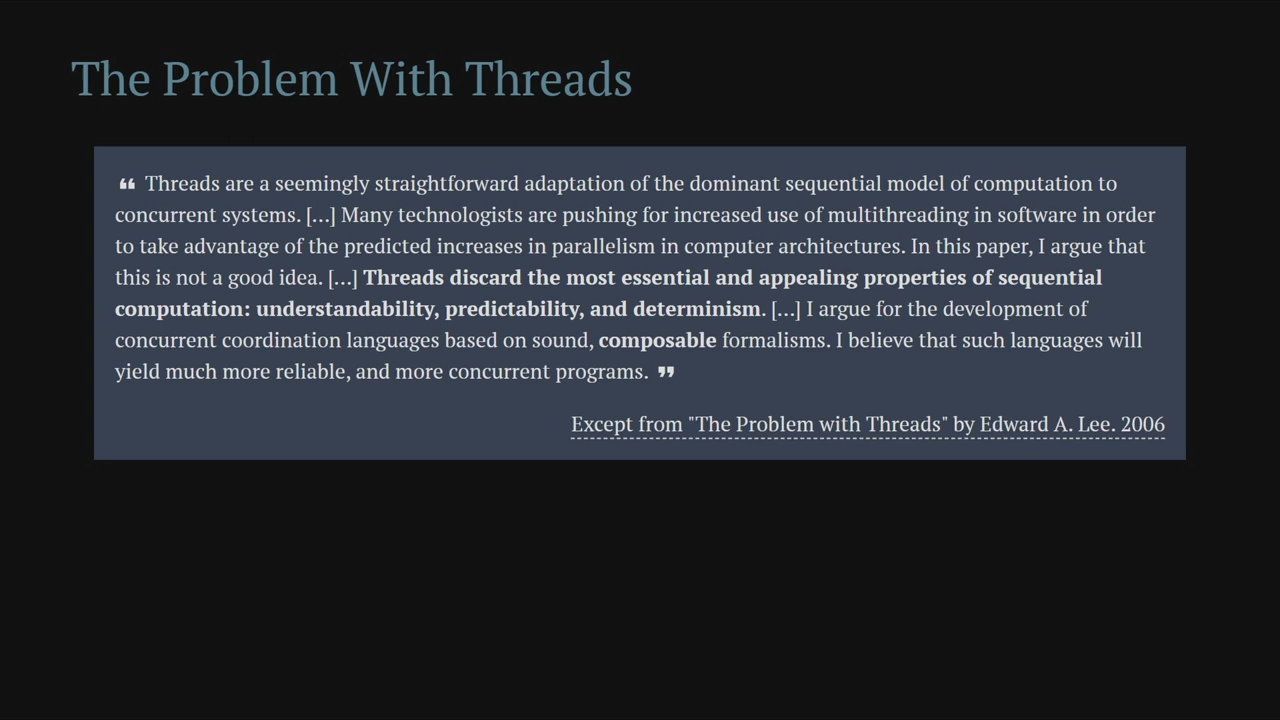 The Problem With Threads
❝ Threads are a seemingly straightforward adaptation of the dominant sequential model of computation to
concurrent systems. [...] Many technologists are pushing for increased use of multithreading in software in order
to take advantage of the predicted increases in parallelism in computer architectures. In this paper, I argue that
this is not a good idea. [...] Threads discard the most essential and appealing properties of sequential
computation: understandability, predictability, and determinism. [...] I argue for the development of
concurrent coordination languages based on sound, composable formalisms. I believe that such languages will
yield much more reliable, and more concurrent programs. ❞
Except from "The Problem with Threads" by Edward A. Lee. 2006